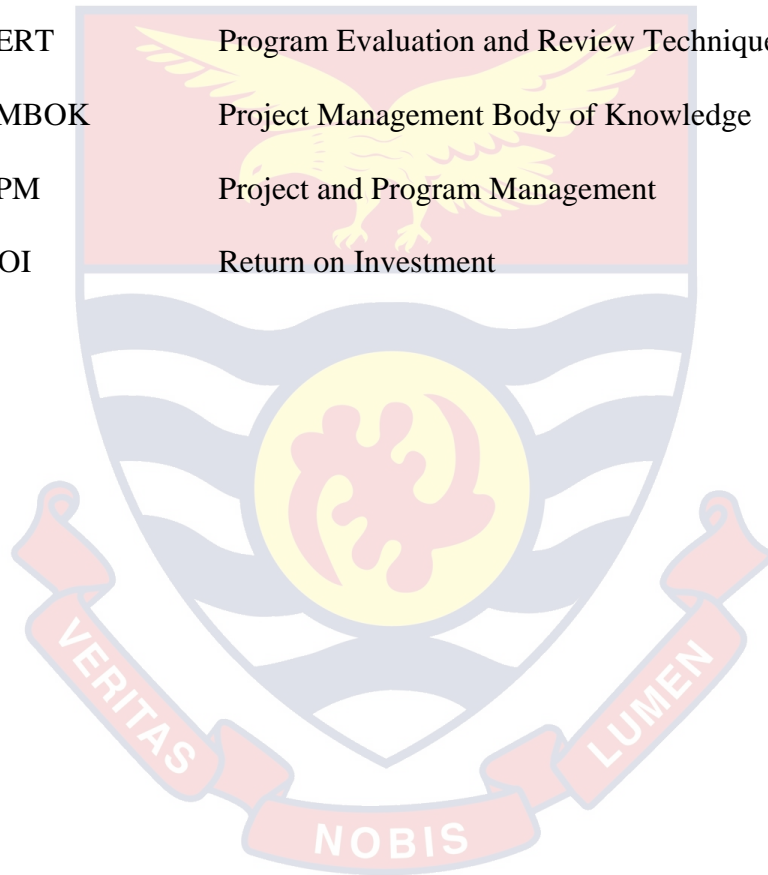 ERT Program Evaluation and Review Technique
MBOK Project Management Body of Knowledge
PM Project and Program Management
OI Return on Investment
VERITAS
NOBIS
LUMEN